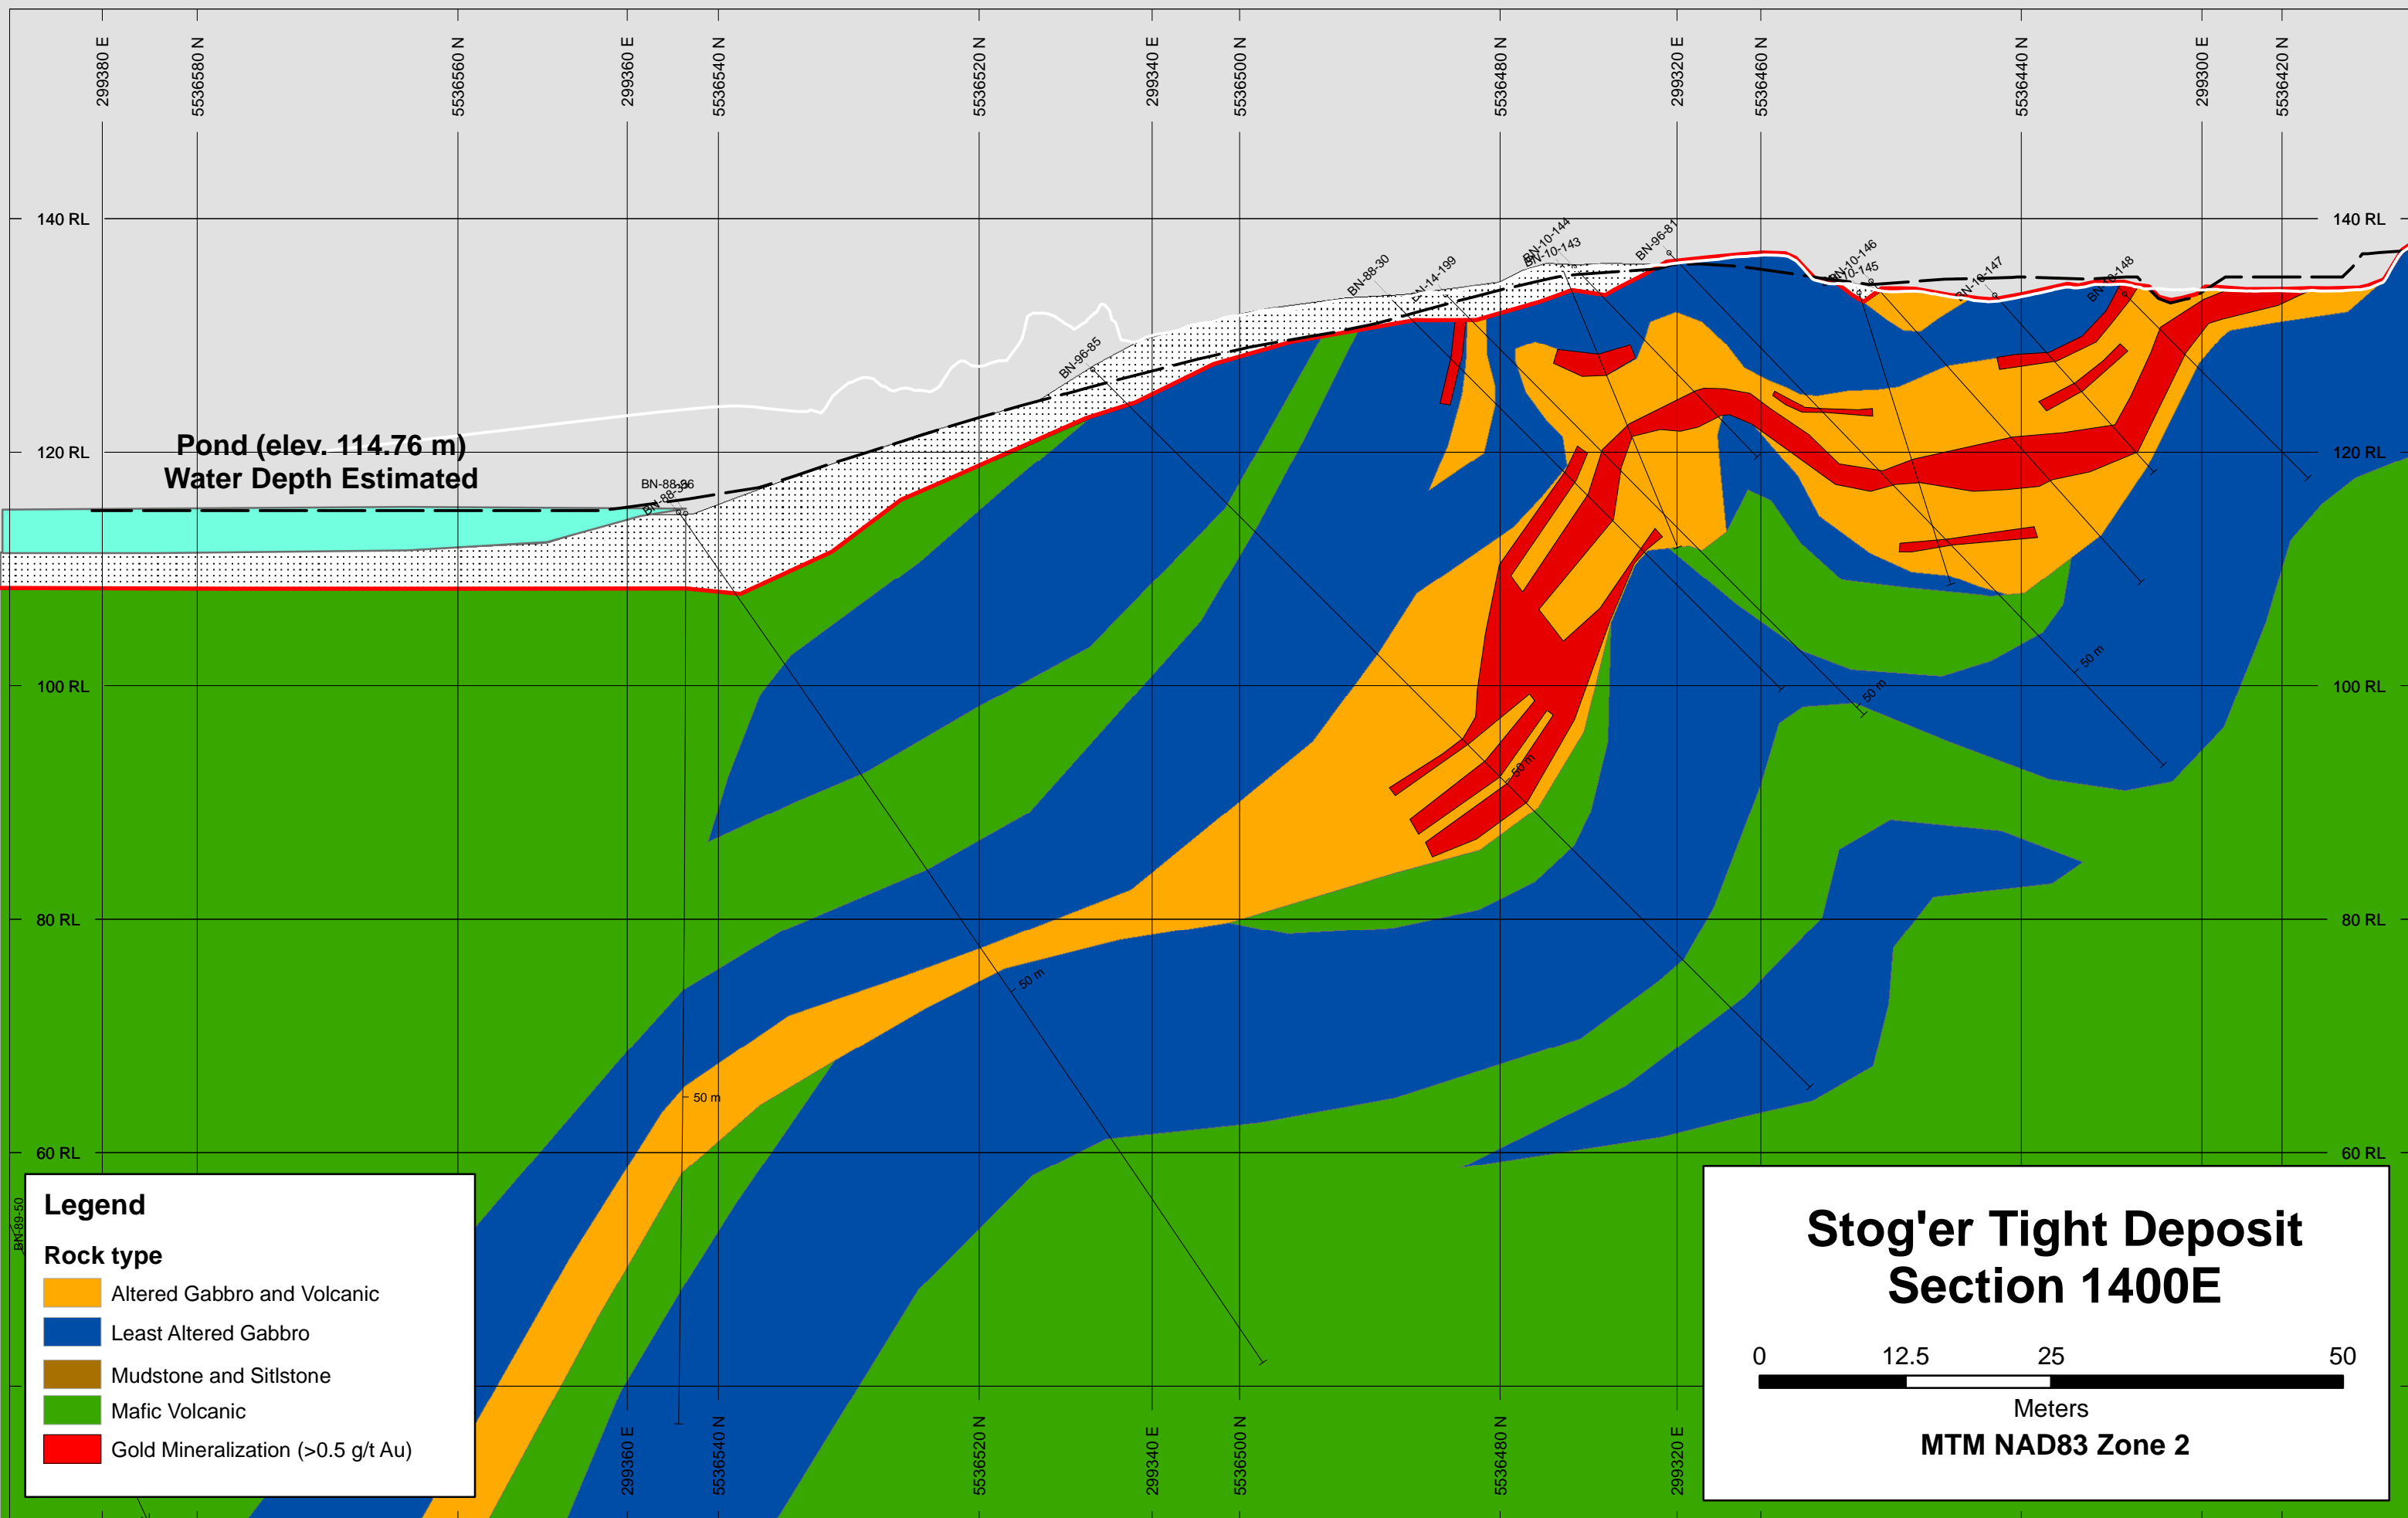 299380 E
5536580 N
5536560 N
299360 E
5536540 N
5536520 N
299340 E
5536500 N
5536480 N
299320 E
5536460 N
5536440 N
299300 E
5536420 N
140 RL
140 RL
BN-96-85
BN-88-30
BN-14-199
BN-10-144
BN-10-143
BN-96-81
BN-10-146
10-145
BN-10-147
BN-10-148
Pond (elev. 114.76 m)
Water Depth Estimated
120 RL
120 RL
100 RL
100 RL
80 RL
80 RL
60 RL
60 RL
50 m
50 m
50 m
50 m
50 m
BN-89-50
Legend
Rock type
Altered Gabbro and Volcanic
Least Altered Gabbro
Mudstone and Sitlstone
Mafic Volcanic
Gold Mineralization (>0.5 g/t Au)
299360 E
5536540 N
5536520 N
299340 E
5536500 N
5536480 N
299320 E
Stog'er Tight Deposit
Section 1400E
0 12.5 25 50
Meters
MTM NAD83 Zone 2